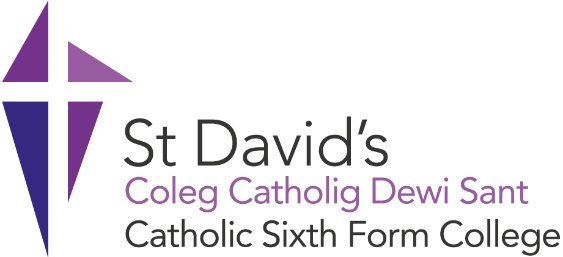 St David's
Coleg Catholig Dewi Sant
Catholic Sixth Form College